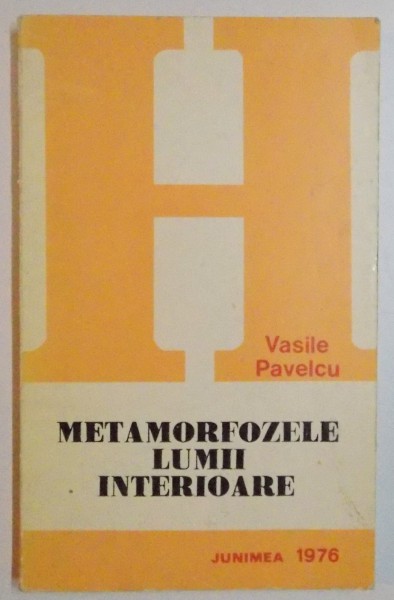 H
Vasile
Pavelcu
METAMORFOZELE
LUMII
INTERIOARE
JUNIMEA 1976